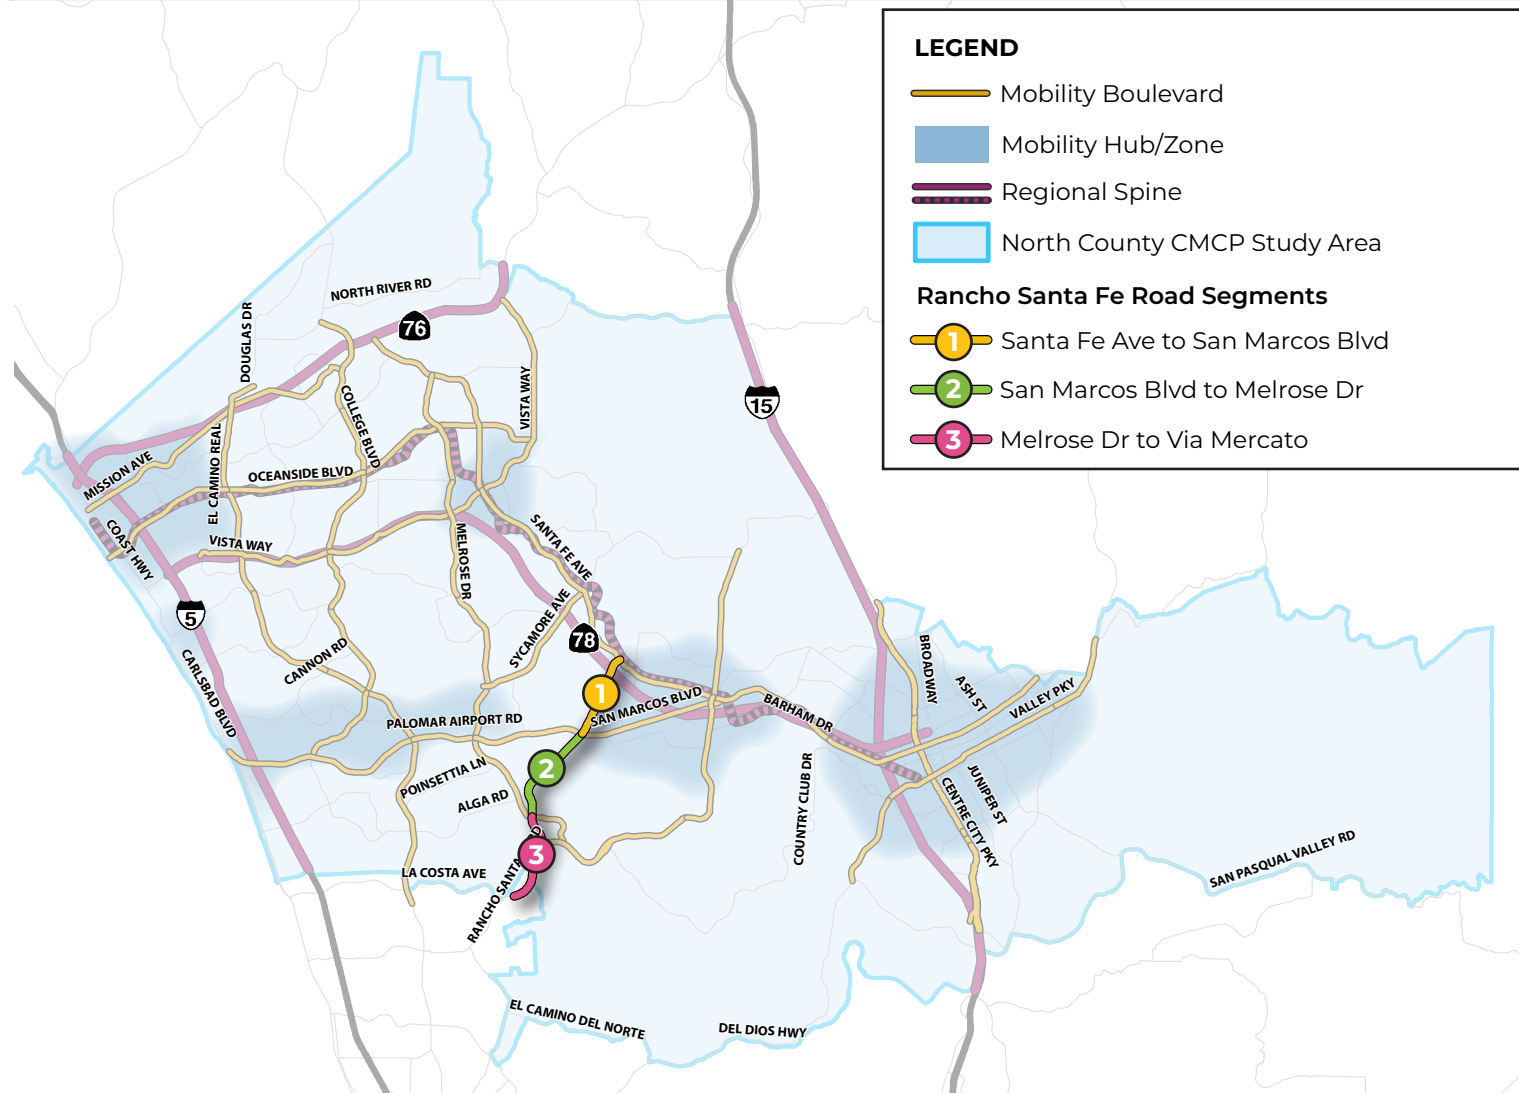 LEGEND
Mobility Boulevard
Mobility Hub/Zone
Regional Spine
North County CMCP Study Area
Rancho Santa Fe Road Segments
1 Santa Fe Ave to San Marcos Blvd
2 San Marcos Blvd to Melrose Dr
3 Melrose Dr to Via Mercato
NORTH RIVER RD
76
DOUGLAS DR
COLLEGE BLVD
VISTA WAY
15
EL CAMINO REAL
MISSION AVE
OCEANSIDE BLVD
COAST HWY
VISTA WAY
MELROSE DR
SANTA FE AVE
5
SYCAMORE AVE
78
CANNON RD
CARLSBAD BLVD
BROADWAY
ASH ST
VALLEY PKY
1
SAN MARCOS BLVD
PALOMAR AIRPORT RD
BARHAM DR
2
POINSETTIA LN
ALGA RD
COUNTRY CLUB DR
JUNIPER ST
CENTRE CITY PKY
3
LA COSTA AVE
RANCHO SANTA
SAN PASQUAL VALLEY RD
EL CAMINO DEL NORTE
DEL DIOS HWY